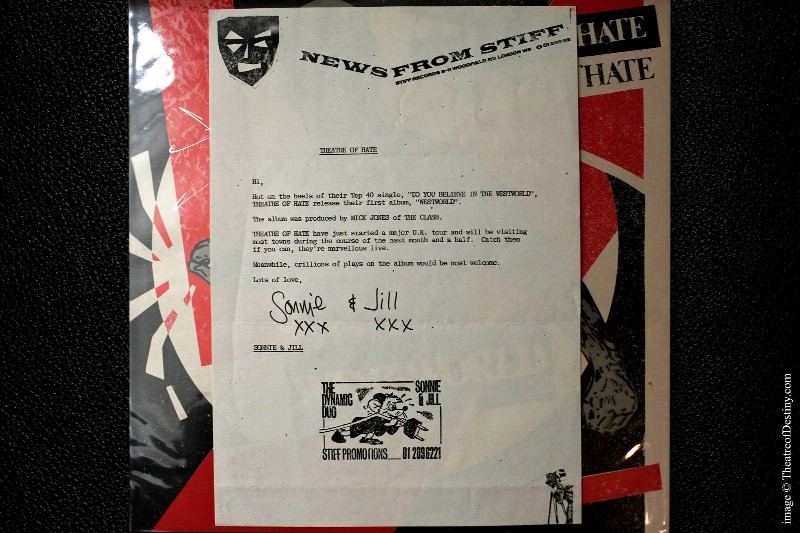 NEWS FROM STIFF
STIFF RECORDS 9-11 WOODFIELD RD LONDON W9
HATE
HATE
THEATRE OF HATE
Hi,
Hot on the heels of their Top 40 single, "DO YOU BELIEVE IN THE WESTWORLD",
THEATRE OF HATE release their first album, "WESTWORLD".
The album was produced by MICK JONES of THE CLASH.
THEATRE OF HATE have just started a major U.K. tour and will be visiting
most towns during the course of the next month and a half. Catch them
if you can, they're marvellous live.
Meanwhile, crillions of plays on the album would be most welcome.
Lots of love,
Sonnie & Jill
xxx xxx
SONNIE & JILL
THE DYNAMIC DUO
SONNIE & JILL
STIFF PROMOTIONS 01 289 6221
image © TheatreofDestiny.com